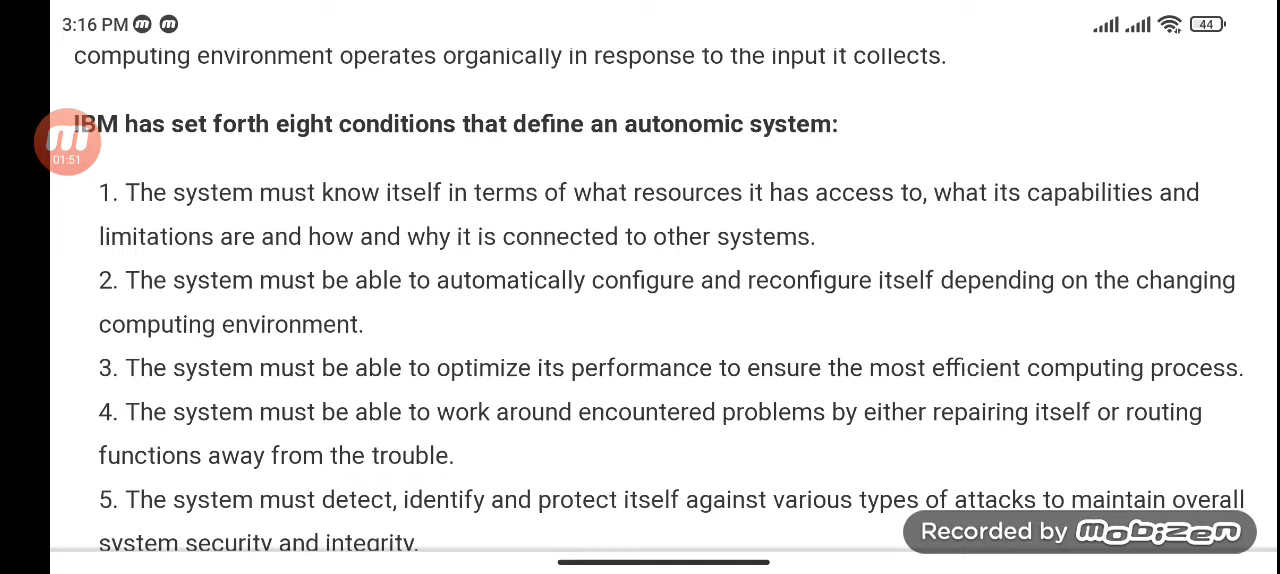 3:16 PM
44
computing environment operates organically in response to the input it collects.
IBM has set forth eight conditions that define an autonomic system:
01:51
1. The system must know itself in terms of what resources it has access to, what its capabilities and
limitations are and how and why it is connected to other systems.
2. The system must be able to automatically configure and reconfigure itself depending on the changing
computing environment.
3. The system must be able to optimize its performance to ensure the most efficient computing process.
4. The system must be able to work around encountered problems by either repairing itself or routing
functions away from the trouble.
5. The system must detect, identify and protect itself against various types of attacks to maintain overall
system security and integrity.
Recorded by mobizen